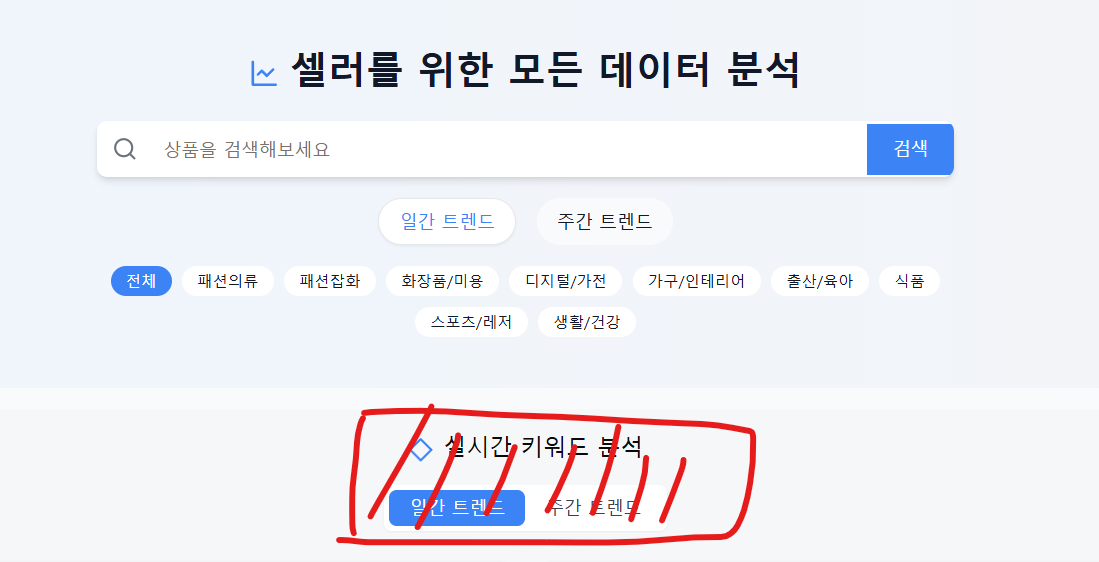 셀러를 위한 모든 데이터 분석
상품을 검색해보세요 검색
일간 트렌드 주간 트렌드
전체 패션의류 패션잡화 화장품/미용 디지털/가전 가구/인테리어 출산/육아 식품
스포츠/레저 생활/건강
실시간 키워드 분석
일간 트렌드 주간 트렌드